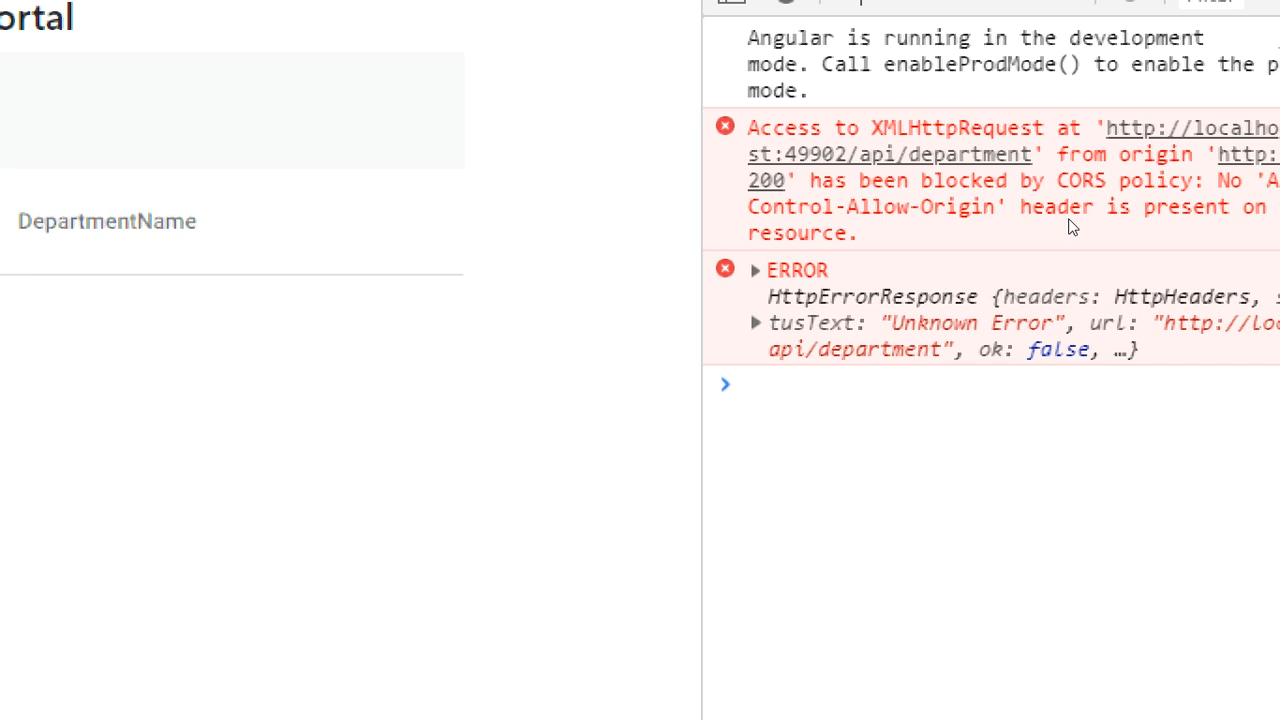 ortal
DepartmentName
Angular is running in the development
mode. Call enableProdMode() to enable the p
mode.
Access to XMLHttpRequest at 'http://localho
st:49902/api/department' from origin 'http:
200' has been blocked by CORS policy: No 'A
Control-Allow-Origin' header is present on
resource.
ERROR
HttpErrorResponse {headers: HttpHeaders, s
tusText: "Unknown Error", url: "http://loc
api/department", ok: false, …}